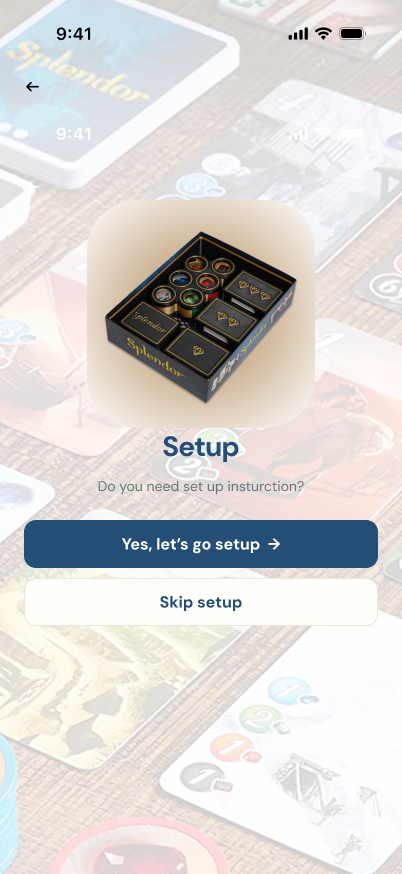 9:41
Splendor
9:41
Splendor
Splendor
Setup
Do you need set up insturction?
Yes, let's go setup →
Skip setup